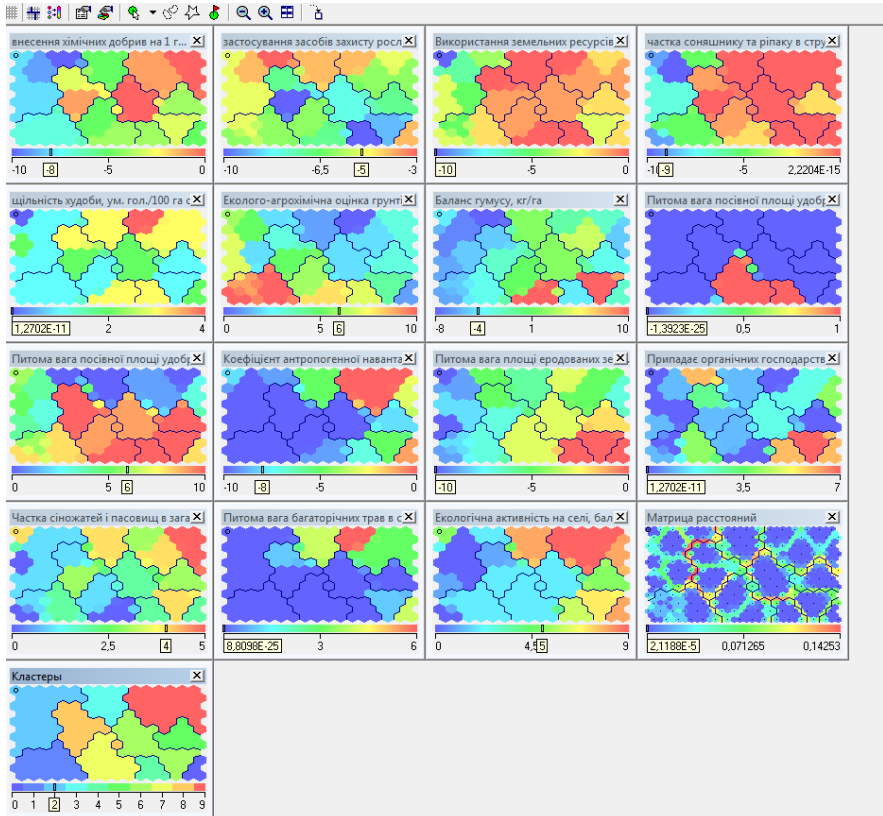 внесення хімічних добрив на 1 г...
застосування засобів захисту росл
Використання земельних ресурсів
частка соняшнику та ріпаку в стру
-10 -8 -5 0
-10 -6,5 -5 -3
-10 -5 0
-1 -9 -5 2,2204E-15
щільність худоби, ум. гол./100 га с
Еколого-агрохімічна оцінка ґрунті
Баланс гумусу, кг/га
Питома вага посівної площі удобр
1,2702E-11 2 4
0 5 6 10
-8 -4 1 10
-1,3923E-25 0,5 1
Питома вага посівної площі удобр
Коефіцієнт антропогенної наванта
Питома вага площі еродованих зе
Припадає органічних господарств
0 5 6 10
-10 -8 -5 0
-10 -5 0
1,2702E-11 3,5 7
Частка сіножатей і пасовищ в зага
Питома вага багаторічних трав в с
Екологічна активність на селі, бал
Матрица расстояний
0 2,5 4 5
8,8098E-25 3 6
0 4,5 5 9
2,1188E-5 0,071265 0,14253
Кластеры
0 1 2 3 4 5 6 7 8 9